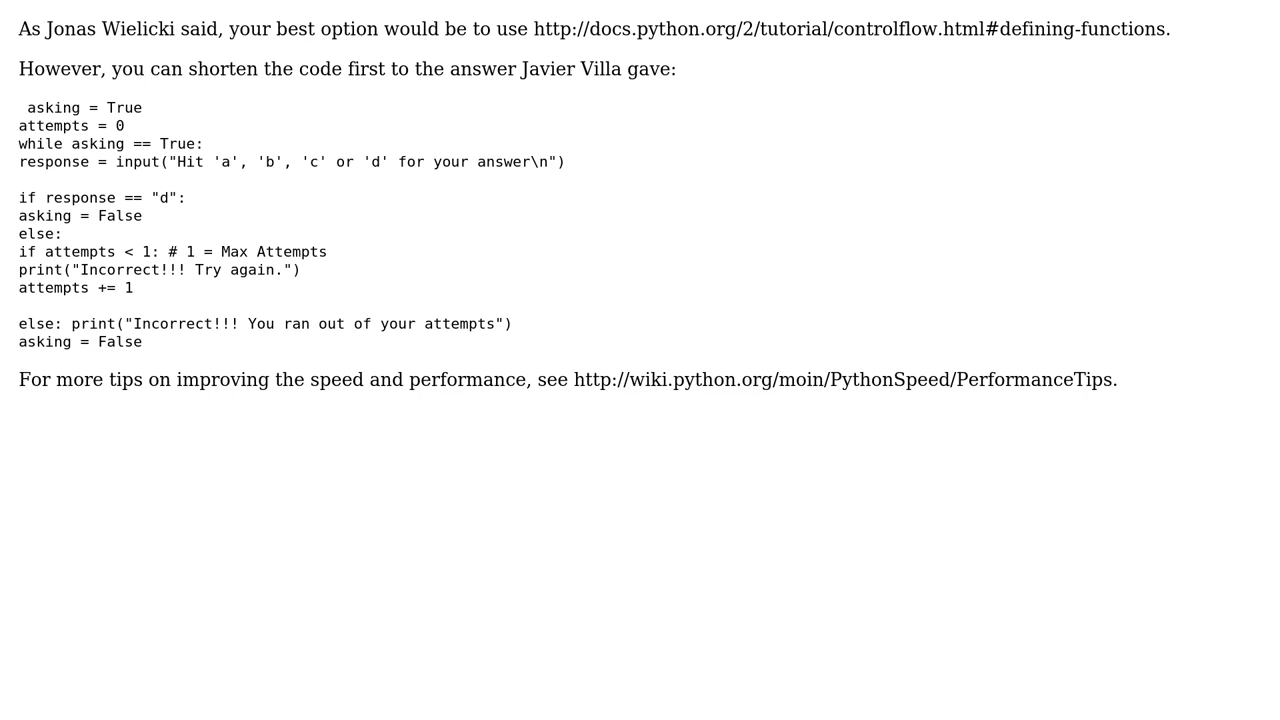 As Jonas Wielicki said, your best option would be to use http://docs.python.org/2/tutorial/controlflow.html#defining-functions.
However, you can shorten the code first to the answer Javier Villa gave:
asking = True
attempts = 0
while asking == True:
response = input("Hit 'a', 'b', 'c' or 'd' for your answer\n")
if response == "d":
asking = False
else:
if attempts < 1: # 1 = Max Attempts
print("Incorrect!!! Try again.")
attempts += 1
else: print("Incorrect!!! You ran out of your attempts")
asking = False
For more tips on improving the speed and performance, see http://wiki.python.org/moin/PythonSpeed/PerformanceTips.